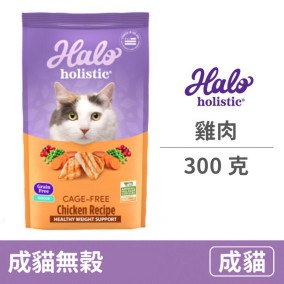 Halo
holistic®
Grain Free
CAGE-FREE
Chicken Recipe
HEALTHY WEIGHT SUPPORT
Halo
holistic®
雞肉
300 克
成貓無穀
成貓